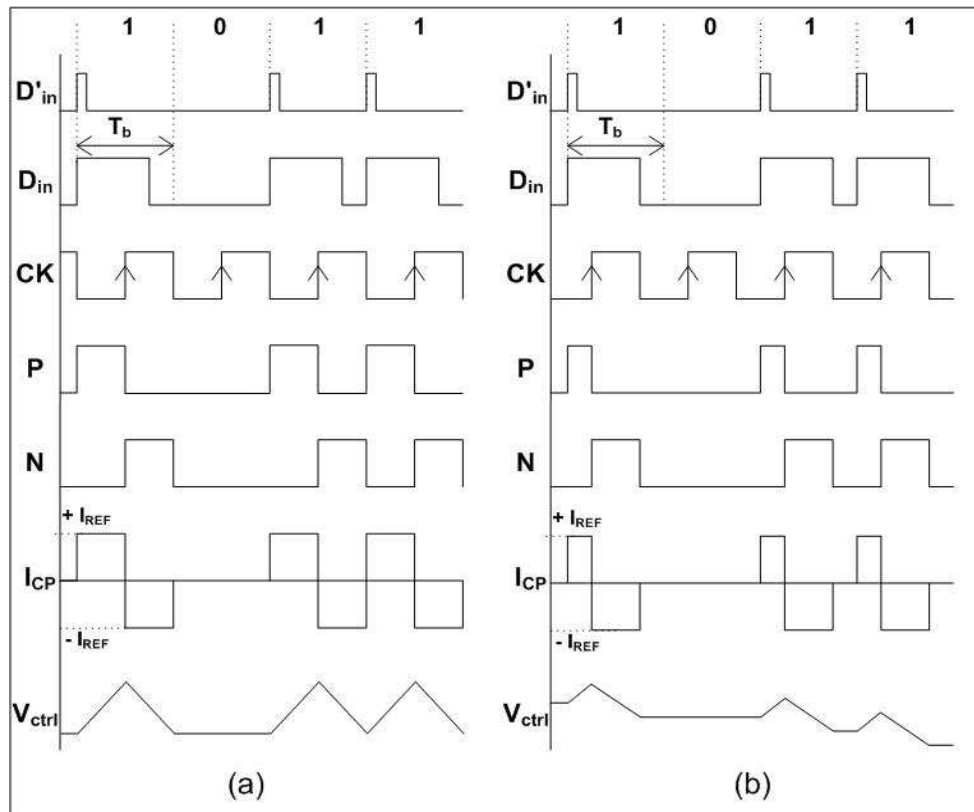 1 0 1 1
D'in
Tb
Din
CK
P
N
+ IREF
ICP
- IREF
Vctrl
(a)
1 0 1 1
D'in
Tb
Din
CK
P
N
+ IREF
ICP
- IREF
Vctrl
(b)